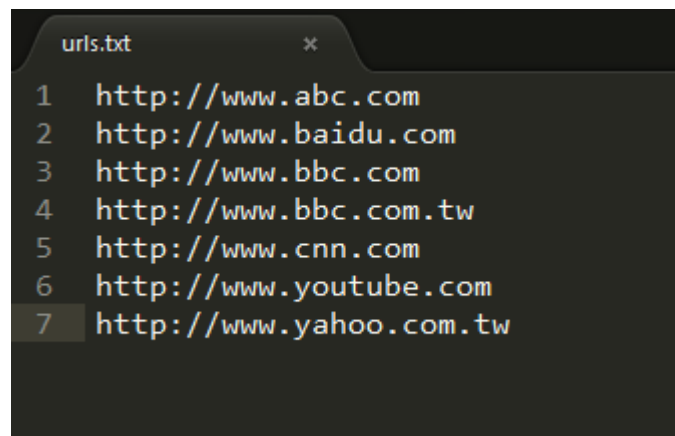 urls.txt ×
1 http://www.abc.com
2 http://www.baidu.com
3 http://www.bbc.com
4 http://www.bbc.com.tw
5 http://www.cnn.com
6 http://www.youtube.com
7 http://www.yahoo.com.tw